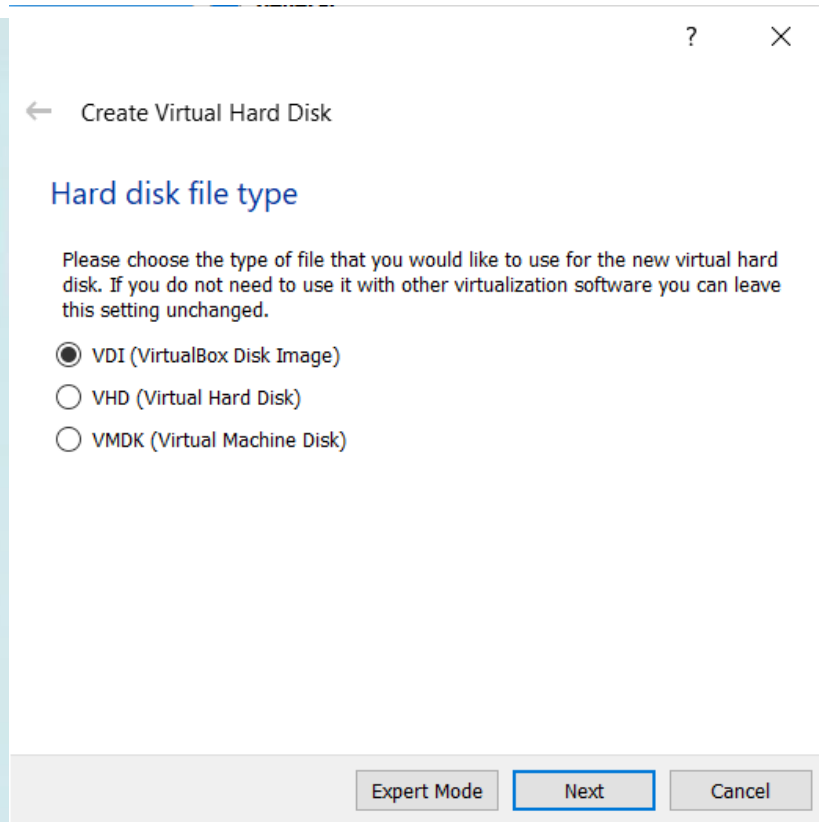 ?
Create Virtual Hard Disk
Hard disk file type
Please choose the type of file that you would like to use for the new virtual hard
disk. If you do not need to use it with other virtualization software you can leave
this setting unchanged.
VDI (VirtualBox Disk Image)
VHD (Virtual Hard Disk)
VMDK (Virtual Machine Disk)
Expert Mode Next Cancel